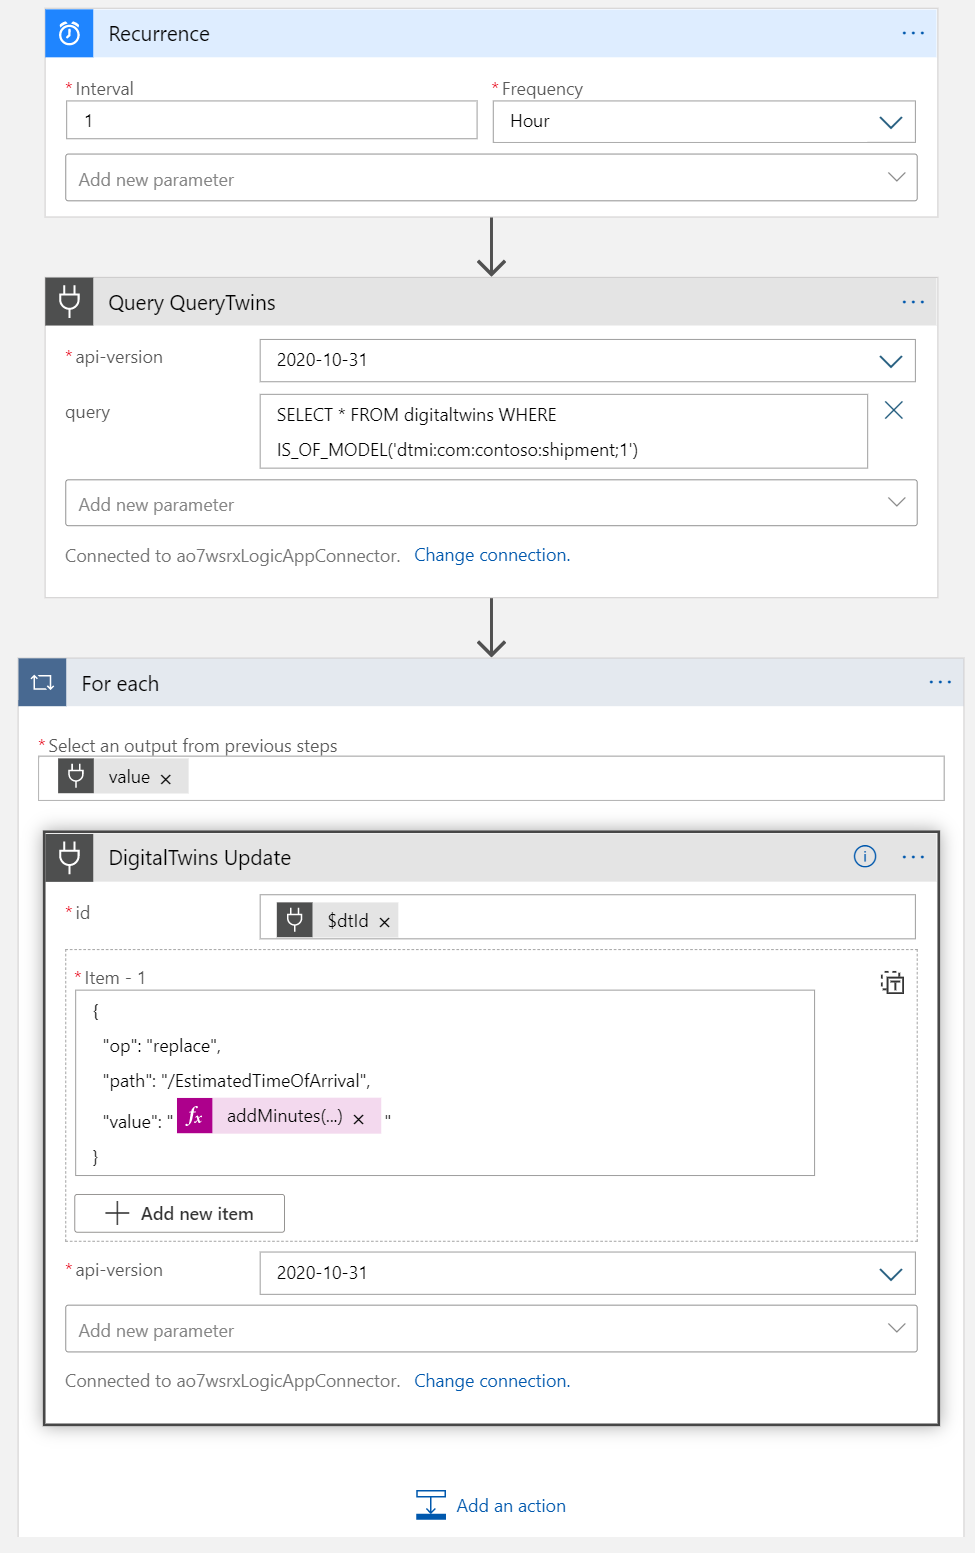 Recurrence
* Interval
* Frequency
1
Hour
Add new parameter
Query QueryTwins
* api-version
2020-10-31
query
SELECT * FROM digitaltwins WHERE
IS_OF_MODEL('dtmi:com:contoso:shipment;1')
Add new parameter
Connected to ao7wsrxLogicAppConnector. Change connection.
For each
* Select an output from previous steps
value ×
DigitalTwins Update
* id
$dtId ×
* Item - 1
{
"op": "replace",
"path": "/EstimatedTimeOfArrival",
"value": " fx addMinutes(...) × "
}
Add new item
* api-version
2020-10-31
Add new parameter
Connected to ao7wsrxLogicAppConnector. Change connection.
Add an action